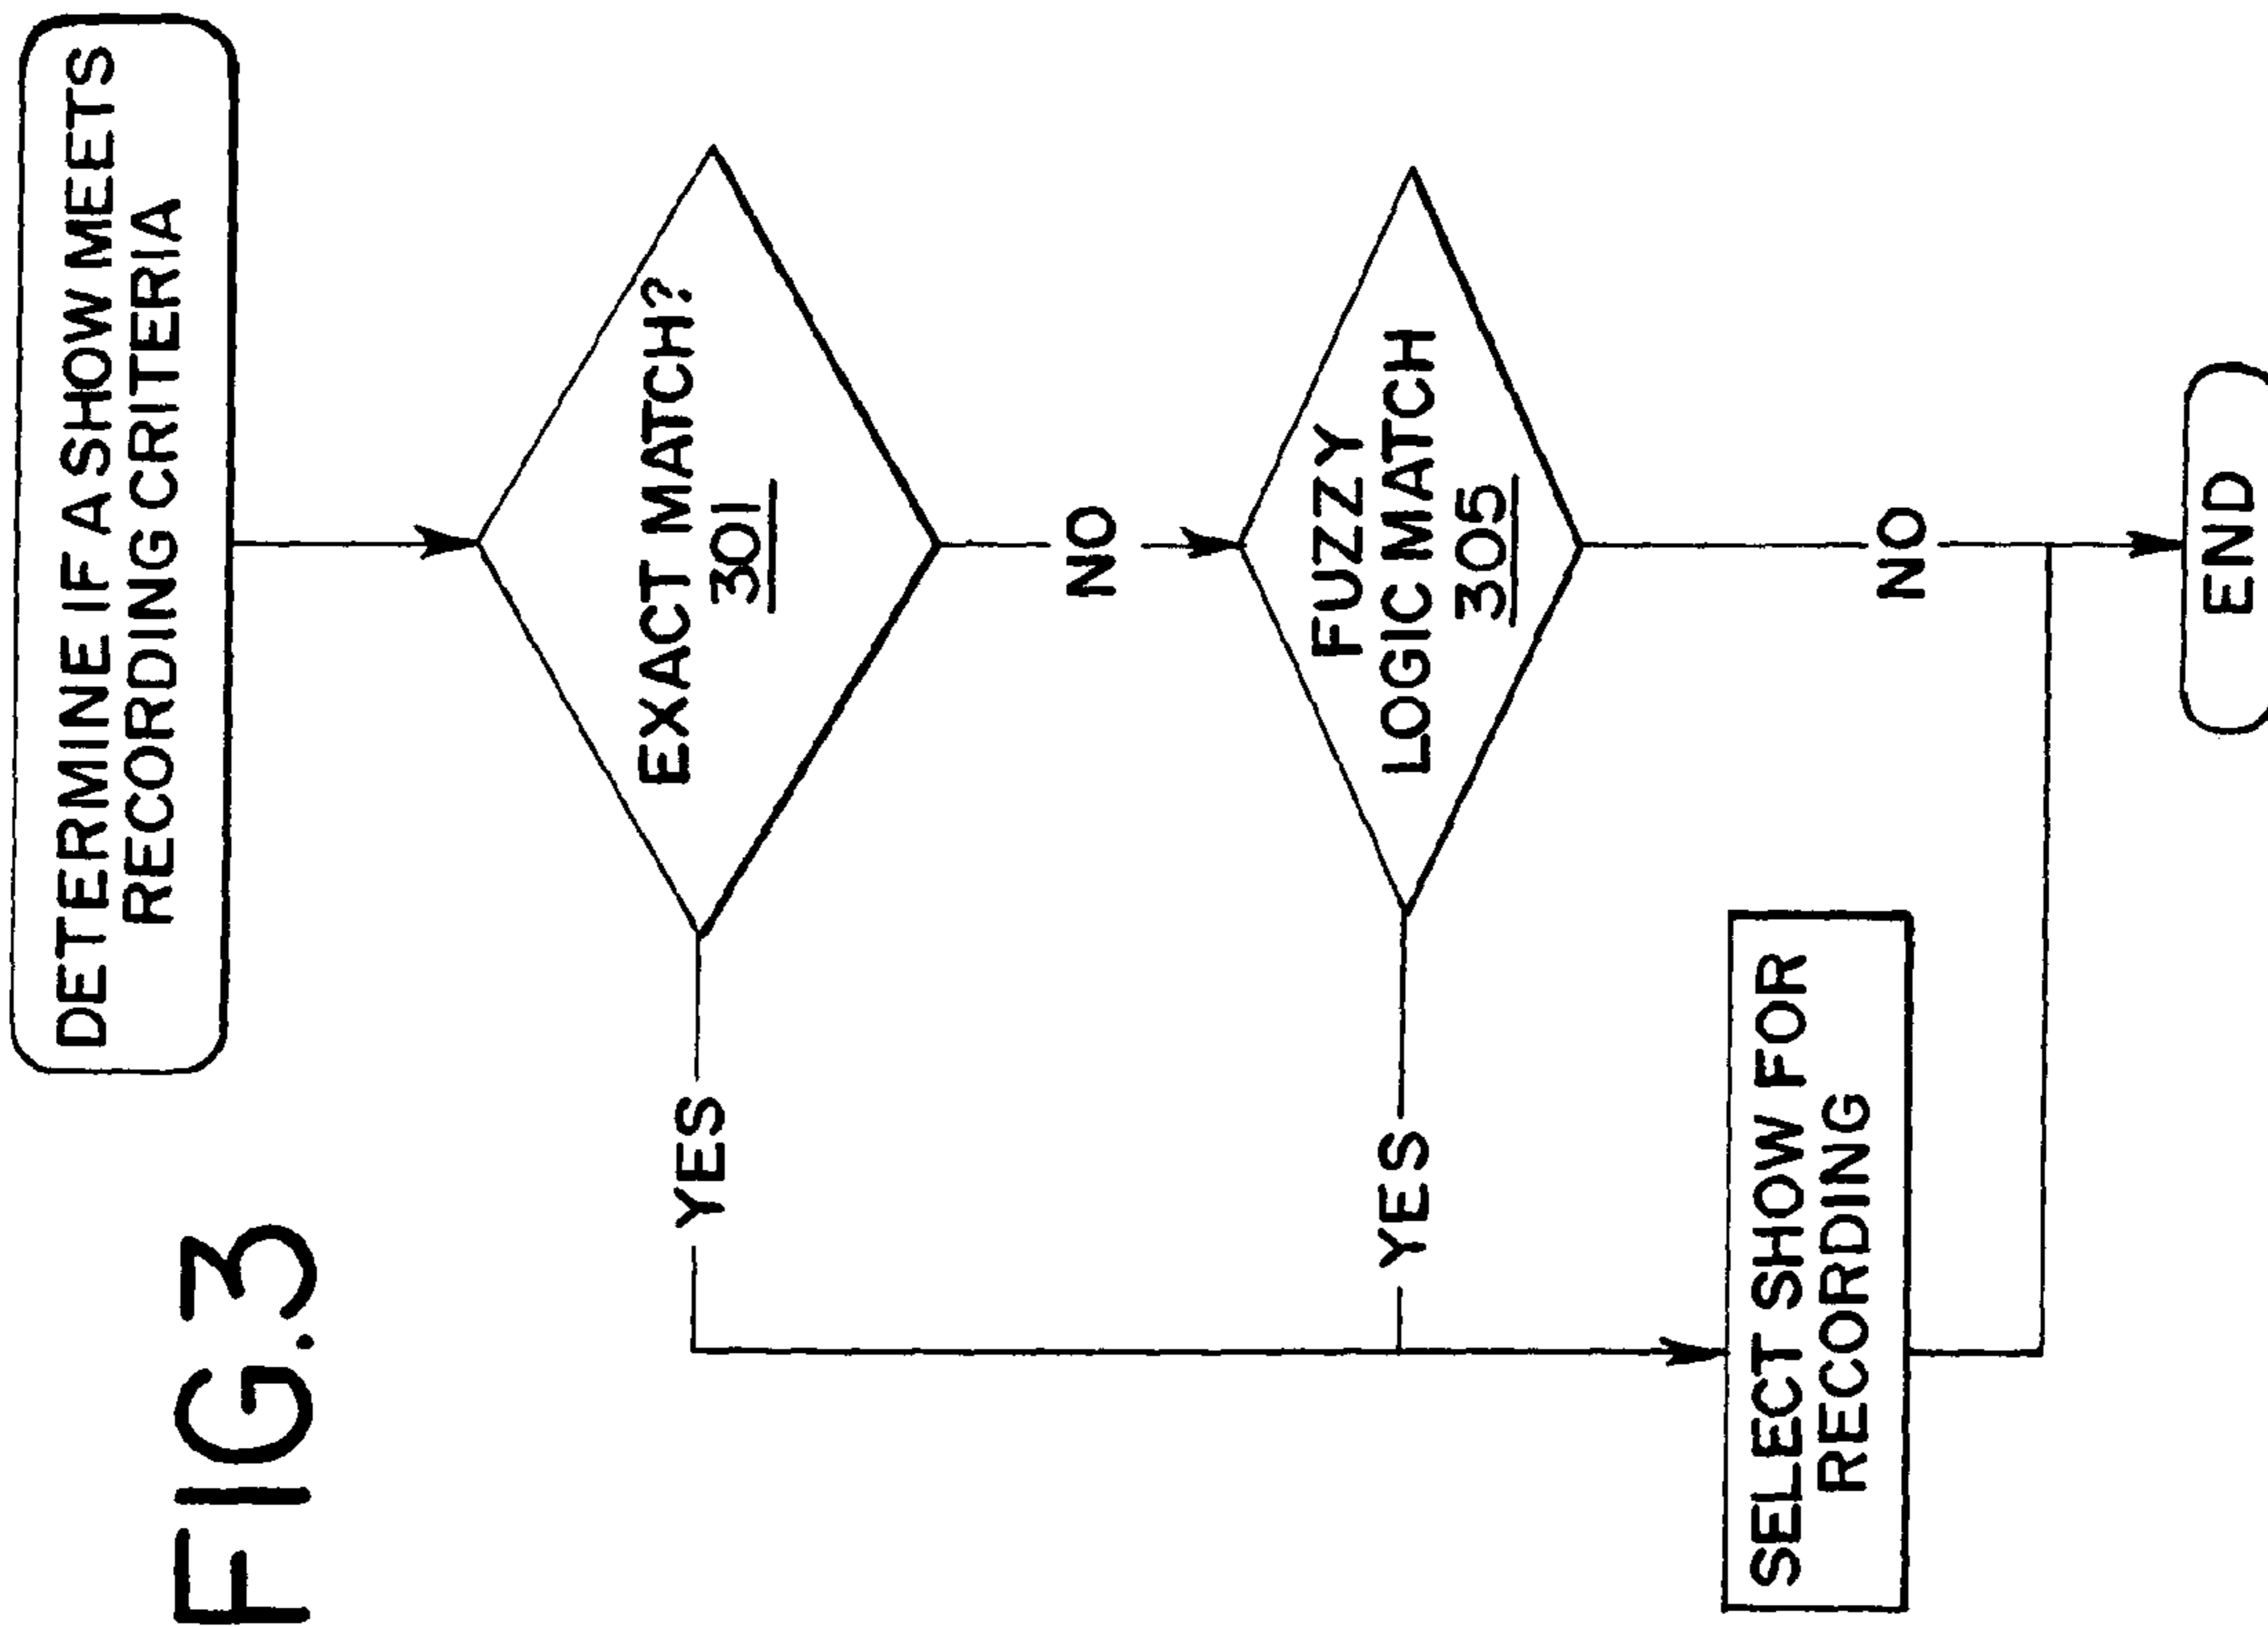 FIG.3
DETERMINE IF A SHOW MEETS
RECORDING CRITERIA
EXACT MATCH?
301
YES
NO
FUZZY
LOGIC MATCH
305
YES
NO
SELECT SHOW FOR
RECORDING
END